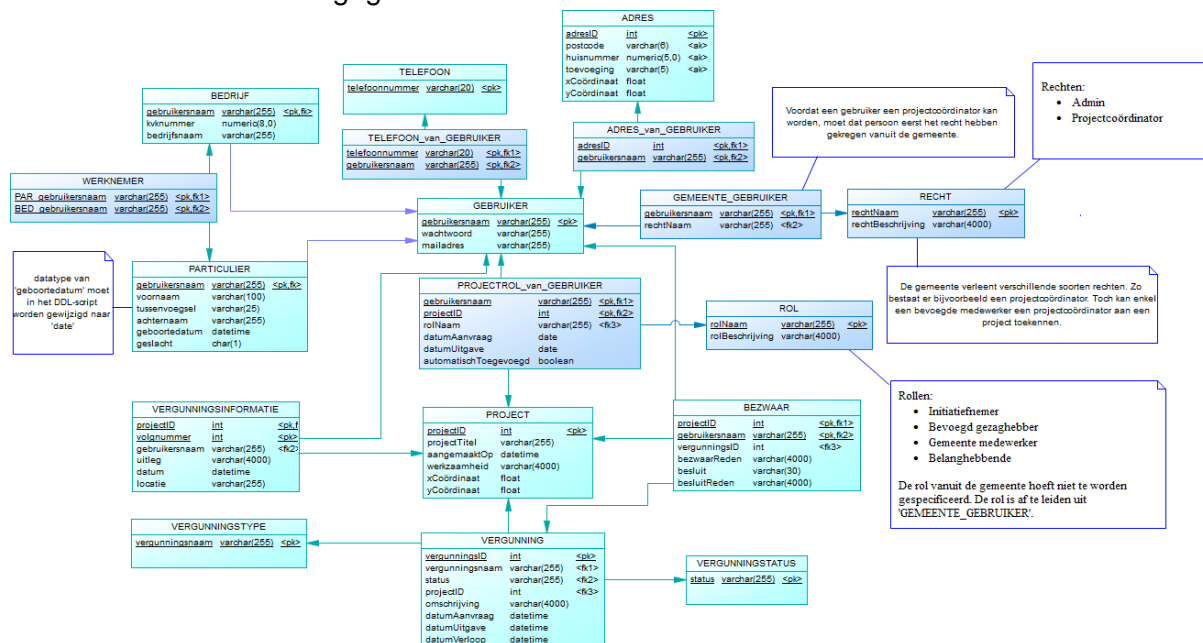 ADRES
adresID int <pk>
postcode varchar(6) <ak>
huisnummer numeric(5,0) <ak>
toevoeging varchar(5) <ak>
xCoördinaat float
yCoördinaat float
TELEFOON
telefoonnummer varchar(20) <pk>
BEDRIJF
gebruikersnaam varchar(255) <pk,fk>
kvknummer numeric(8,0)
bedrijfsnaam varchar(255)
TELEFOON_van_GEBRUIKER
telefoonnummer varchar(20) <pk,fk1>
gebruikersnaam varchar(255) <pk,fk2>
ADRES_van_GEBRUIKER
adresID int <pk,fk1>
gebruikersnaam varchar(255) <pk,fk2>
Voordat een gebruiker een projectcoördinator kan
worden, moet dat persoon eerst het recht hebben
gekregen vanuit de gemeente.
Rechten:
• Admin
• Projectcoördinator
WERKNEMER
PAR_gebruikersnaam varchar(255) <pk,fk1>
BED_gebruikersnaam varchar(255) <pk,fk2>
GEBRUIKER
gebruikersnaam varchar(255) <pk>
wachtwoord varchar(255)
mailadres varchar(255)
GEMEENTE_GEBRUIKER
gebruikersnaam varchar(255) <pk,fk1>
rechtNaam varchar(255) <fk2>
RECHT
rechtNaam varchar(255) <pk>
rechtBeschrijving varchar(4000)
datatype van
'geboortedatum' moet
in het DDL-script
worden gewijzigd naar
'date'
PARTICULIER
gebruikersnaam varchar(255) <pk,fk>
voornaam varchar(100)
tussenvoegsel varchar(25)
achternaam varchar(255)
geboortedatum datetime
geslacht char(1)
PROJECTROL_van_GEBRUIKER
gebruikersnaam varchar(255) <pk,fk1>
projectID int <pk,fk2>
rolNaam varchar(255) <fk3>
datumAanvraag date
datumUitgave date
automatischToegevoegd boolean
De gemeente verleent verschillende soorten rechten. Zo
bestaat er bijvoorbeeld een projectcoördinator. Toch kan enkel
een bevoegde medewerker een projectcoördinator aan een
project toekennen.
ROL
rolNaam varchar(255) <pk>
rolBeschrijving varchar(4000)
VERGUNNINGSINFORMATIE
projectID int <pk,f
volgnummer int <pk>
gebruikersnaam varchar(255) <fk2>
uitleg varchar(4000)
datum datetime
locatie varchar(255)
PROJECT
projectID int <pk>
projectTitel varchar(255)
aangemaaktOp datetime
werkzaamheid varchar(4000)
xCoördinaat float
yCoördinaat float
BEZWAAR
projectID int <pk,fk1>
gebruikersnaam varchar(255) <pk,fk2>
vergunningsID int <fk3>
bezwaarReden varchar(4000)
besluit varchar(30)
besluitReden varchar(4000)
Rollen:
• Initiatiefnemer
• Bevoegd gezaghebber
• Gemeente medewerker
• Belanghebbende
De rol vanuit de gemeente hoeft niet te worden
gespecificeerd. De rol is af te leiden uit
'GEMEENTE_GEBRUIKER'.
VERGUNNINGSTYPE
vergunningsnaam varchar(255) <pk>
VERGUNNING
vergunningsID int <pk>
vergunningsnaam varchar(255) <fk1>
status varchar(255) <fk2>
projectID int <fk3>
omschrijving varchar(4000)
datumAanvraag datetime
datumUitgave datetime
datumVerloop datetime
VERGUNNINGSTATUS
status varchar(255) <pk>